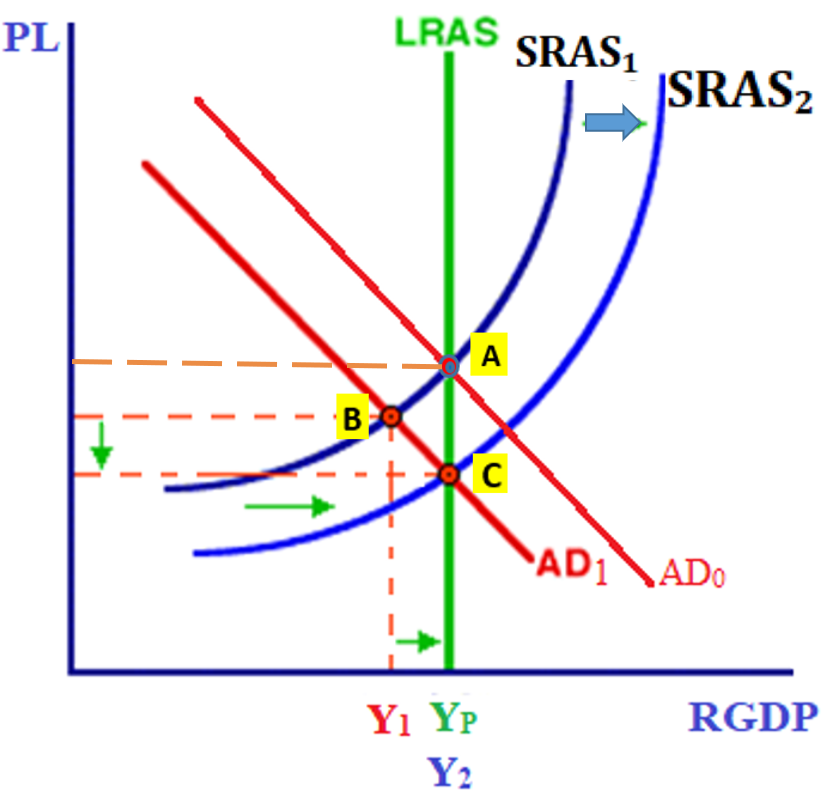 PL
LRAS
SRAS₁
SRAS₂
A
B
C
AD₁
AD₀
Y₁ Yₚ
RGDP
Y₂